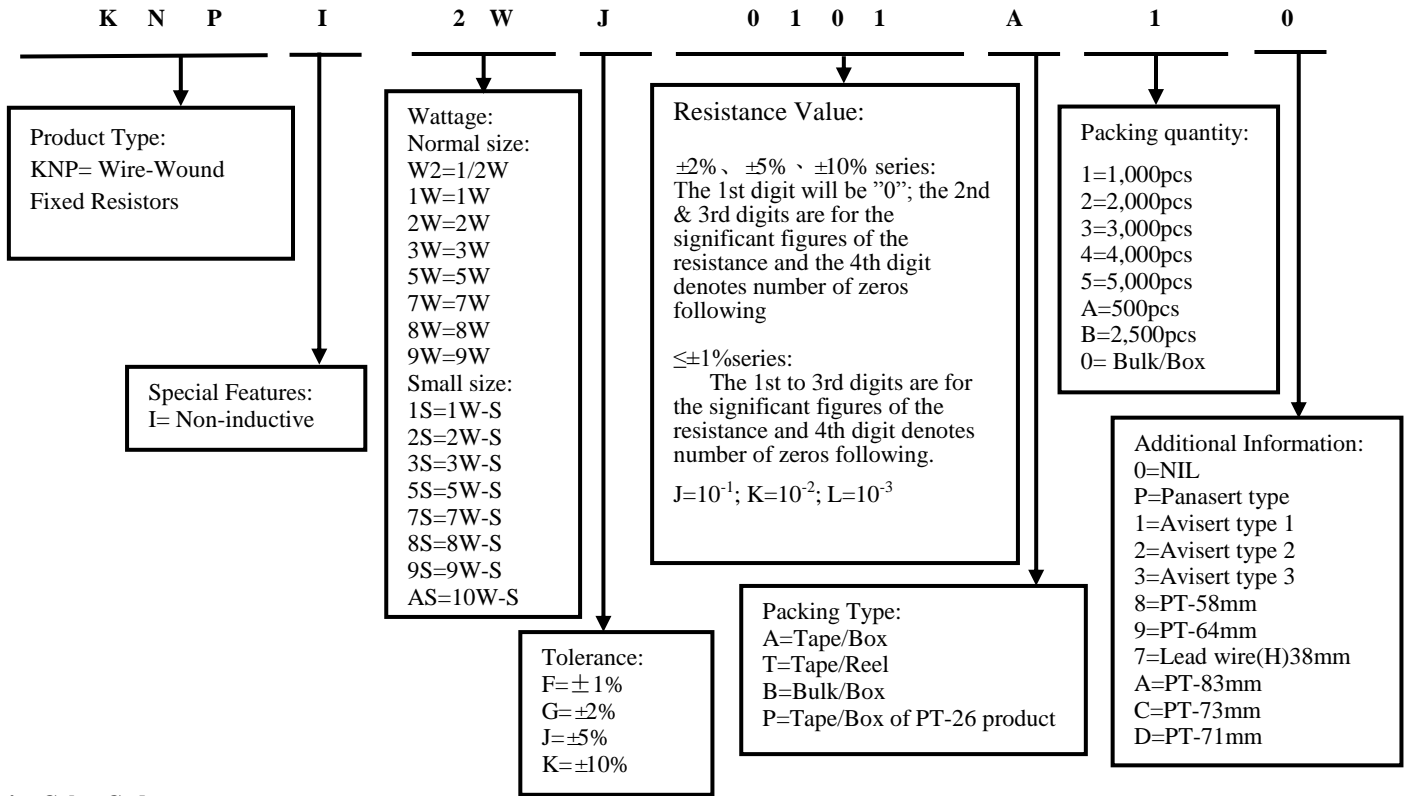 K N P I 2 W J 0 1 0 1 A 1 0
Product Type:
KNP= Wire-Wound
Fixed Resistors
Special Features:
I= Non-inductive
Wattage:
Normal size:
W2=1/2W
1W=1W
2W=2W
3W=3W
5W=5W
7W=7W
8W=8W
9W=9W
Small size:
1S=1W-S
2S=2W-S
3S=3W-S
5S=5W-S
7S=7W-S
8S=8W-S
9S=9W-S
AS=10W-S
Tolerance:
F=±1%
G=±2%
J=±5%
K=±10%
Resistance Value:
±2%、±5%、±10% series:
The 1st digit will be ”0”; the 2nd
& 3rd digits are for the
significant figures of the
resistance and the 4th digit
denotes number of zeros
following
≤±1%series:
The 1st to 3rd digits are for
the significant figures of the
resistance and 4th digit denotes
number of zeros following.
J=10⁻¹; K=10⁻²; L=10⁻³
Packing Type:
A=Tape/Box
T=Tape/Reel
B=Bulk/Box
P=Tape/Box of PT-26 product
Packing quantity:
1=1,000pcs
2=2,000pcs
3=3,000pcs
4=4,000pcs
5=5,000pcs
A=500pcs
B=2,500pcs
0= Bulk/Box
Additional Information:
0=NIL
P=Panasert type
1=Avisert type 1
2=Avisert type 2
3=Avisert type 3
8=PT-58mm
9=PT-64mm
7=Lead wire(H)38mm
A=PT-83mm
C=PT-73mm
D=PT-71mm